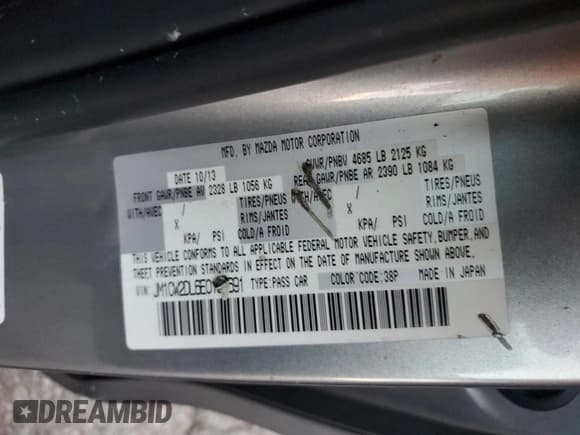 MFD. BY MAZDA MOTOR CORPORATION
DATE 10/13
GVWR/PNBV 4685 LB 2125 KG
FRONT GAWR/PNBE AV 2328 LB 1056 KG
REAR GAWR/PNBE AR 2390 LB 1084 KG
WITH/AVEC / TIRES/PNEUS
WITH/AVEC / TIRES/PNEUS
X RIMS/JANTES
X RIMS/JANTES
KPA/ PSI COLD/A FROID
KPA/ PSI COLD/A FROID
THIS VEHICLE CONFORMS TO ALL APPLICABLE FEDERAL MOTOR VEHICLE SAFETY, BUMPER, AND
THEFT PREVENTION STANDARDS IN EFFECT ON THE DATE OF MANUFACTURE SHOWN ABOVE.
VIN: TYPE:PASS CAR COLOR/CODE:38P MADE IN JAPAN
DREAMBID